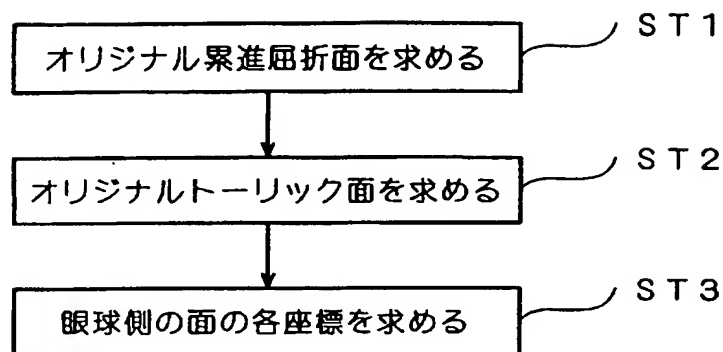 オリジナル累進屈折面を求める
ST1
オリジナルトーリック面を求める
ST2
眼球側の面の各座標を求める
ST3